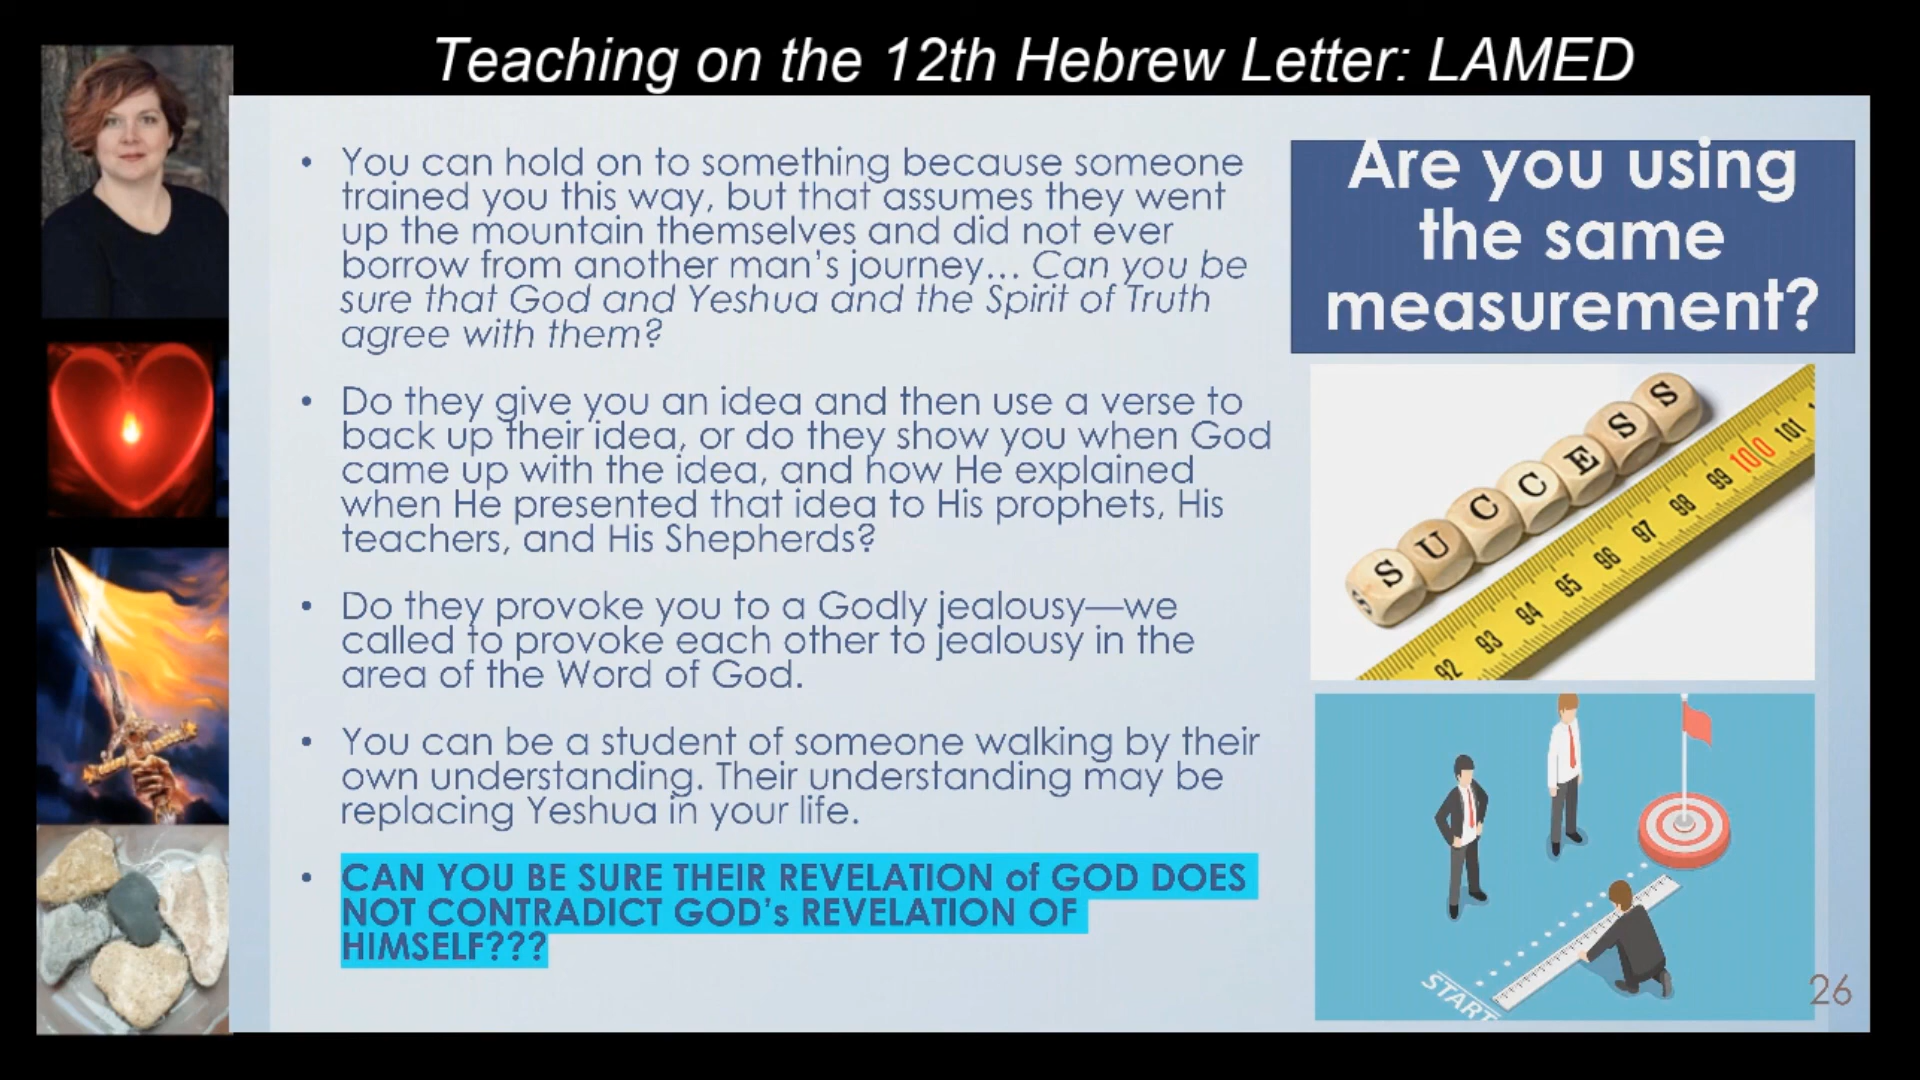 Teaching on the 12th Hebrew Letter: LAMED
• You can hold on to something because someone
trained you this way, but that assumes they went
up the mountain themselves and did not ever
borrow from another man's journey... Can you be
sure that God and Yeshua and the Spirit of Truth
agree with them?
• Do they give you an idea and then use a verse to
back up their idea, or do they show you when God
came up with the idea, and how He explained
when He presented that idea to His prophets, His
teachers, and His Shepherds?
• Do they provoke you to a Godly jealousy—we
called to provoke each other to jealousy in the
area of the Word of God.
• You can be a student of someone walking by their
own understanding. Their understanding may be
replacing Yeshua in your life.
• CAN YOU BE SURE THEIR REVELATION of GOD DOES
NOT CONTRADICT GOD's REVELATION OF
HIMSELF???
Are you using
the same
measurement?
SUCCESS
92 93 94 95 96 97 98 99 100 101
START
26